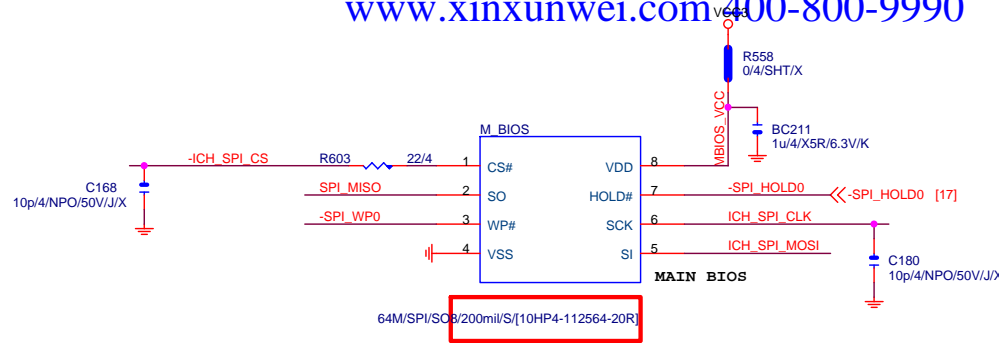 www.xinxunwei.com 400-800-9990
VCC3
R558
0/4/SHT/X
MBIOS_VCC
BC211
1u/4/X5R/6.3V/K
M_BIOS
-ICH_SPI_CS R603 22/4 1 CS# VDD 8
C168
10p/4/NPO/50V/J/X
SPI_MISO 2 SO HOLD# 7 -SPI_HOLD0 -SPI_HOLD0 [17]
-SPI_WP0 3 WP# SCK 6 ICH_SPI_CLK
4 VSS SI 5 ICH_SPI_MOSI
C180
10p/4/NPO/50V/J/X
MAIN BIOS
64M/SPI/SO8/200mil/S/[10HP4-112564-20R]